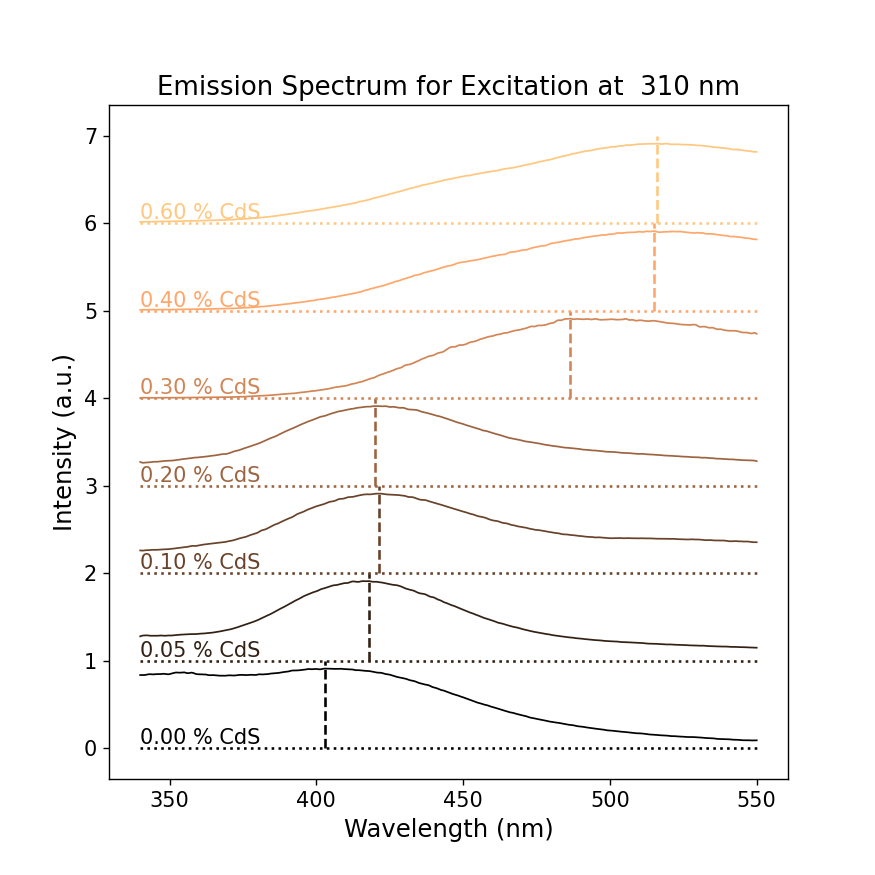 Emission Spectrum for Excitation at  310 nm
7
0.60 % CdS
6
0.40 % CdS
5
0.30 % CdS
4
0.20 % CdS
3
0.10 % CdS
2
0.05 % CdS
1
0.00 % CdS
0
Intensity (a.u.)
350 400 450 500 550
Wavelength (nm)